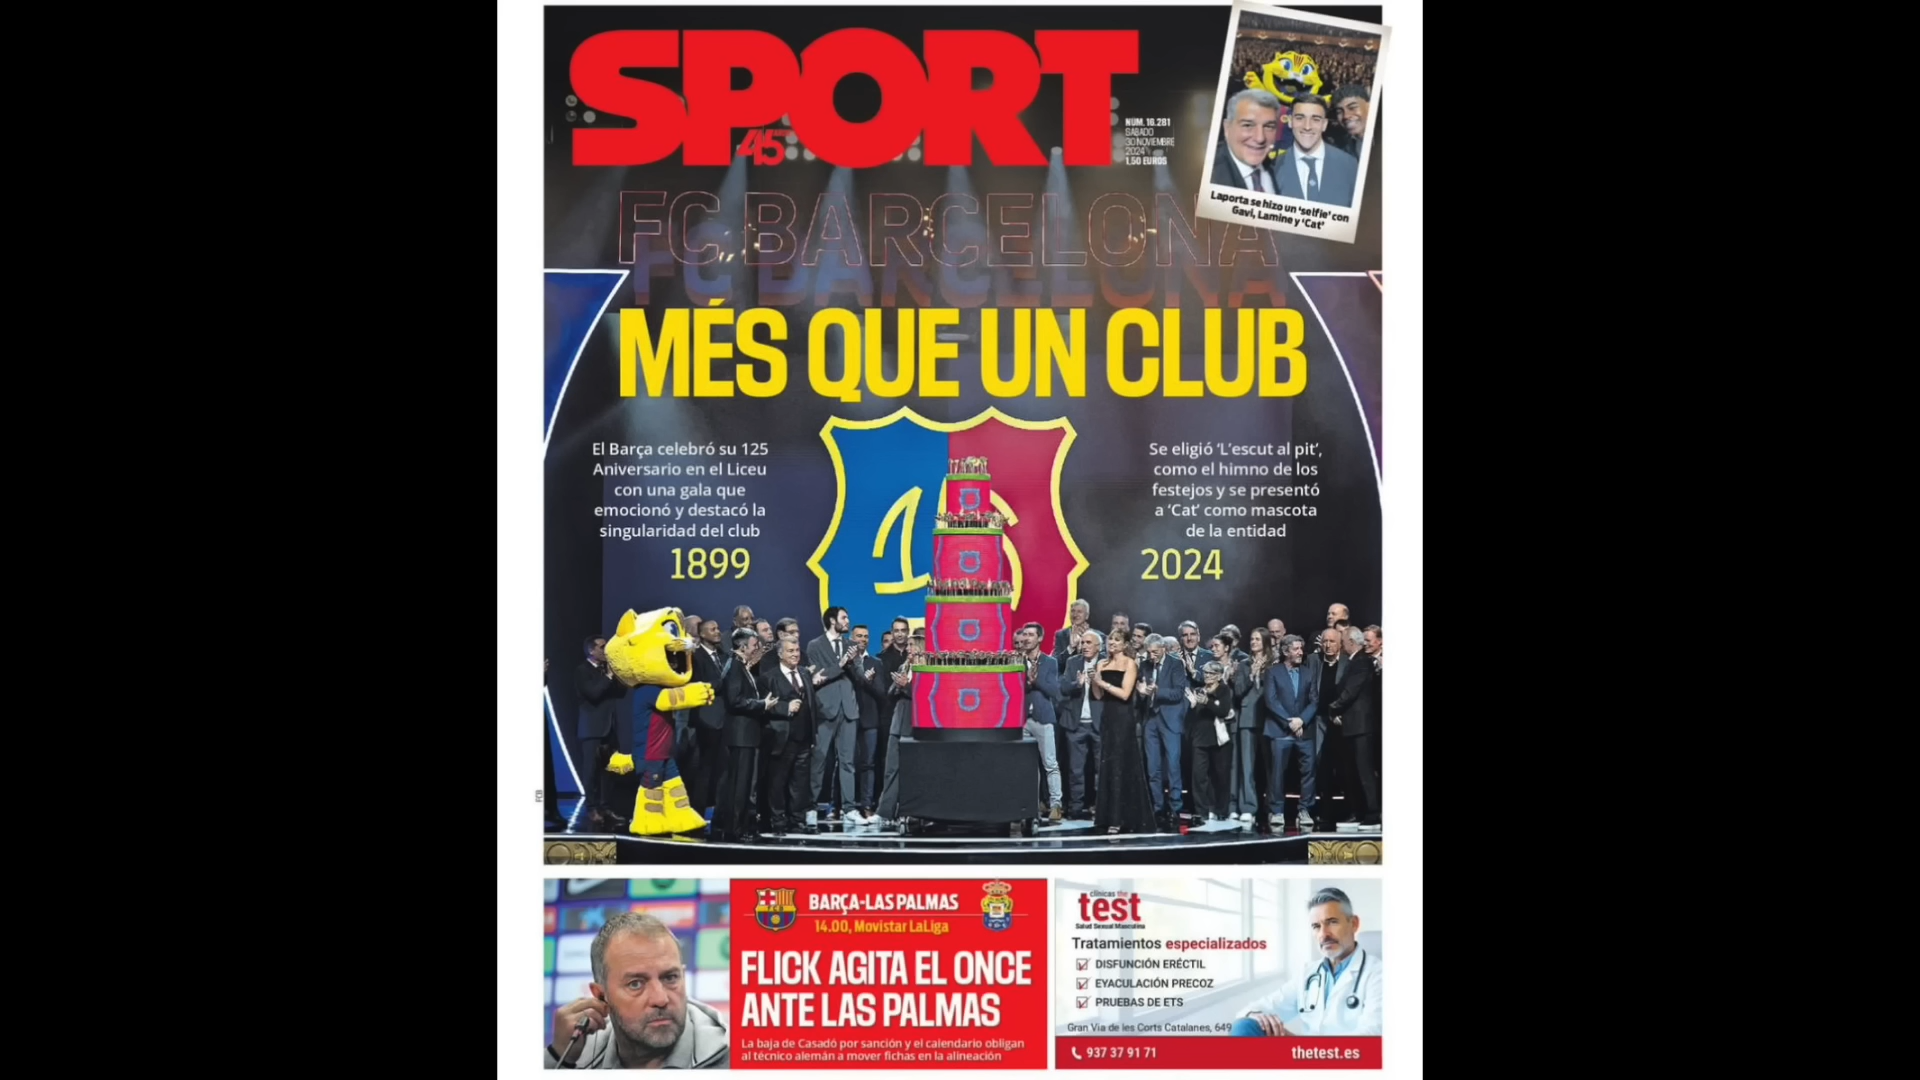 SPORT
45
NÚM. 16.281
SÁBADO
30 NOVIEMBRE
2024
1,50 EUROS
Laporta se hizo un ‘selfie’ con
Gavi, Lamine y ‘Cat’
FC BARCELONA
FC BARCELONA
MÉS QUE UN CLUB
El Barça celebró su 125
Aniversario en el Liceu
con una gala que
emocionó y destacó la
singularidad del club
1899
Se eligió ‘L’escut al pit’,
como el himno de los
festejos y se presentó
a ‘Cat’ como mascota
de la entidad
2024
FCB
BARÇA-LAS PALMAS
14.00, Movistar LaLiga
FLICK AGITA EL ONCE
ANTE LAS PALMAS
La baja de Casadó por sanción y el calendario obligan
al técnico alemán a mover fichas en la alineación
clínicas the
test
Salud Sexual Masculina
Tratamientos especializados
DISFUNCIÓN ERÉCTIL
EYACULACIÓN PRECOZ
PRUEBAS DE ETS
Gran Via de les Corts Catalanes, 649
937 37 91 71
thetest.es